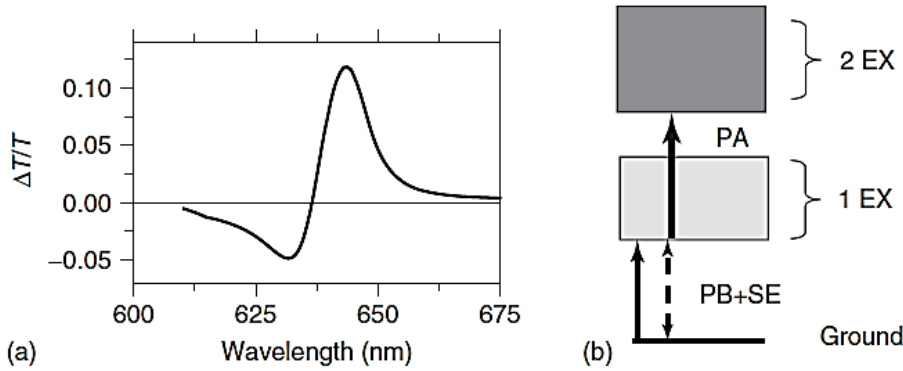 ΔT/T
0.10
0.05
0.00
−0.05
600 625 650 675
(a) Wavelength (nm)
2 EX
PA
1 EX
PB+SE
Ground
(b)